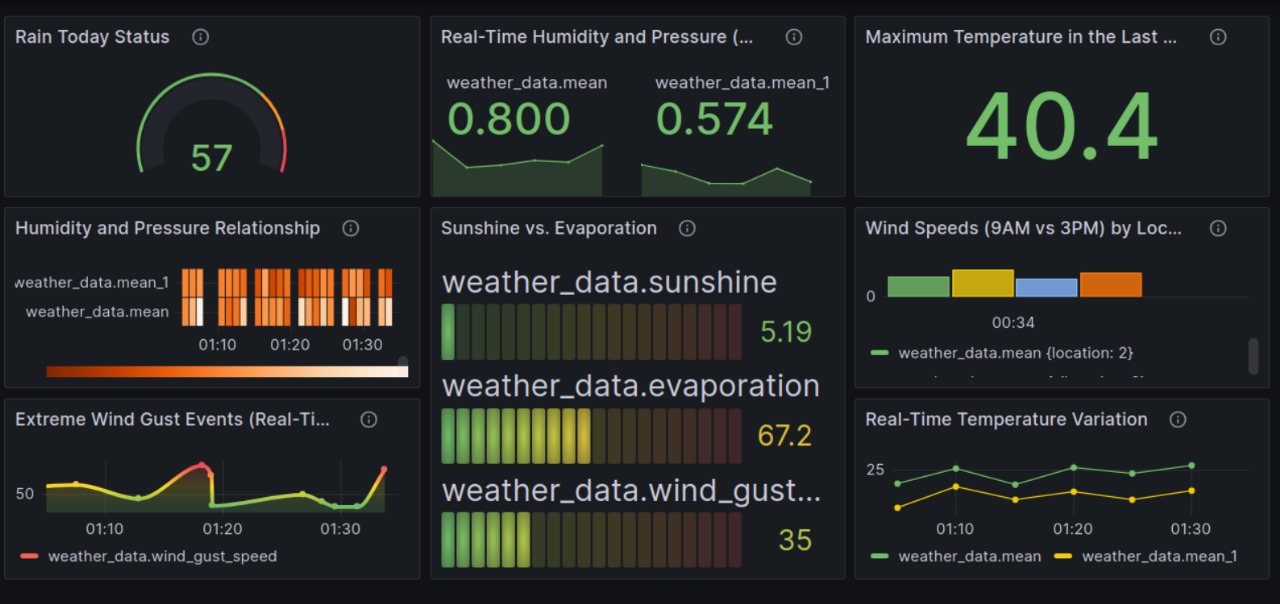 Rain Today Status
57
Real-Time Humidity and Pressure (...
weather_data.mean
0.800
weather_data.mean_1
0.574
Maximum Temperature in the Last ...
40.4
Humidity and Pressure Relationship
weather_data.mean_1
weather_data.mean
01:10 01:20 01:30
Sunshine vs. Evaporation
weather_data.sunshine
5.19
weather_data.evaporation
67.2
weather_data.wind_gust...
35
Wind Speeds (9AM vs 3PM) by Loc...
0
00:34
weather_data.mean {location: 2}
Extreme Wind Gust Events (Real-Ti...
50
01:10 01:20 01:30
weather_data.wind_gust_speed
Real-Time Temperature Variation
25
01:10 01:20 01:30
weather_data.mean weather_data.mean_1